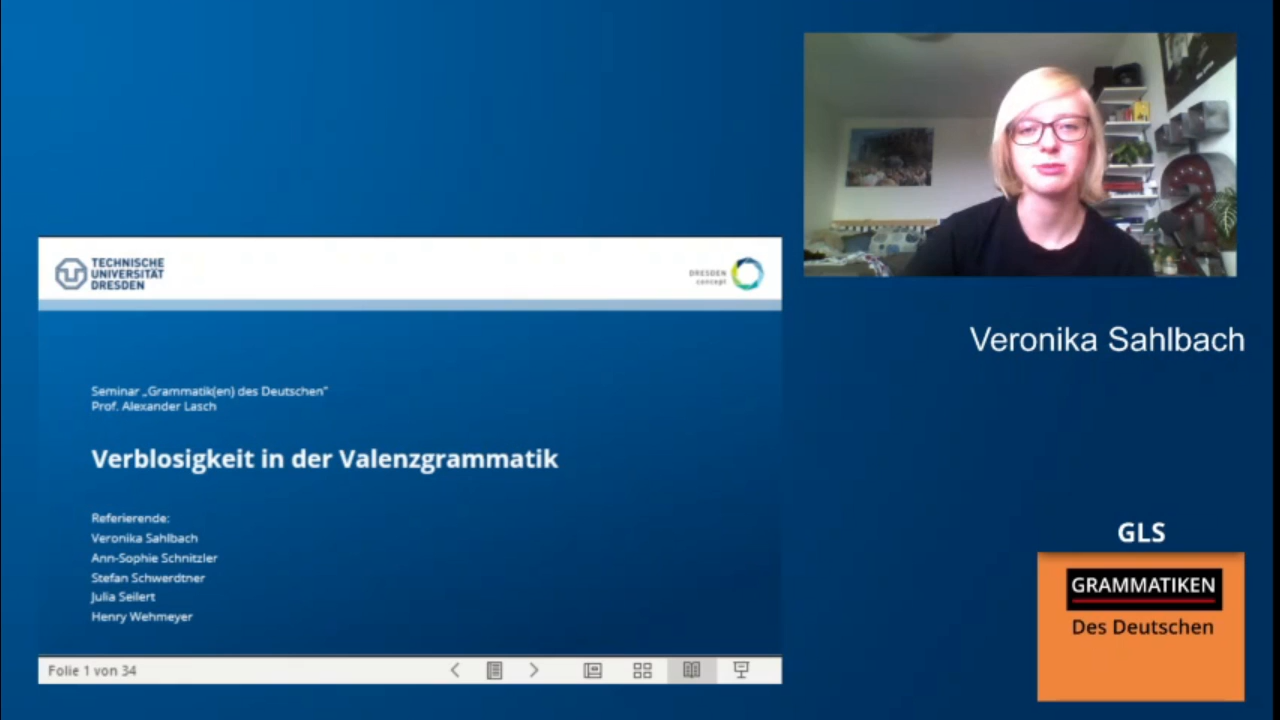 TECHNISCHE
UNIVERSITÄT
DRESDEN
DRESDEN
concept
Seminar „Grammatik(en) des Deutschen“
Prof. Alexander Lasch
Verblosigkeit in der Valenzgrammatik
Referierende:
Veronika Sahlbach
Ann-Sophie Schnitzler
Stefan Schwerdtner
Julia Seilert
Henry Wehmeyer
Folie 1 von 34
Veronika Sahlbach
GLS
GRAMMATIKEN
Des Deutschen